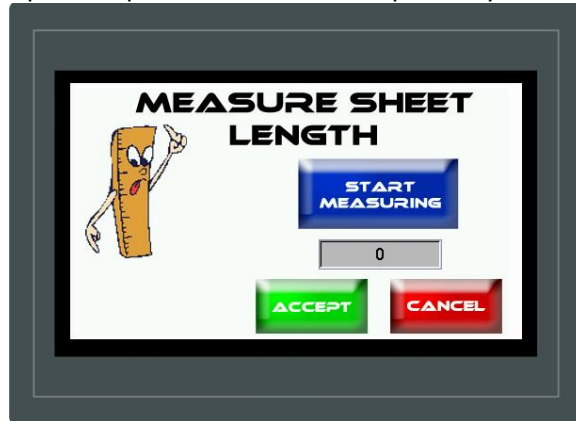 MEASURE SHEET
LENGTH
START
MEASURING
0
ACCEPT
CANCEL